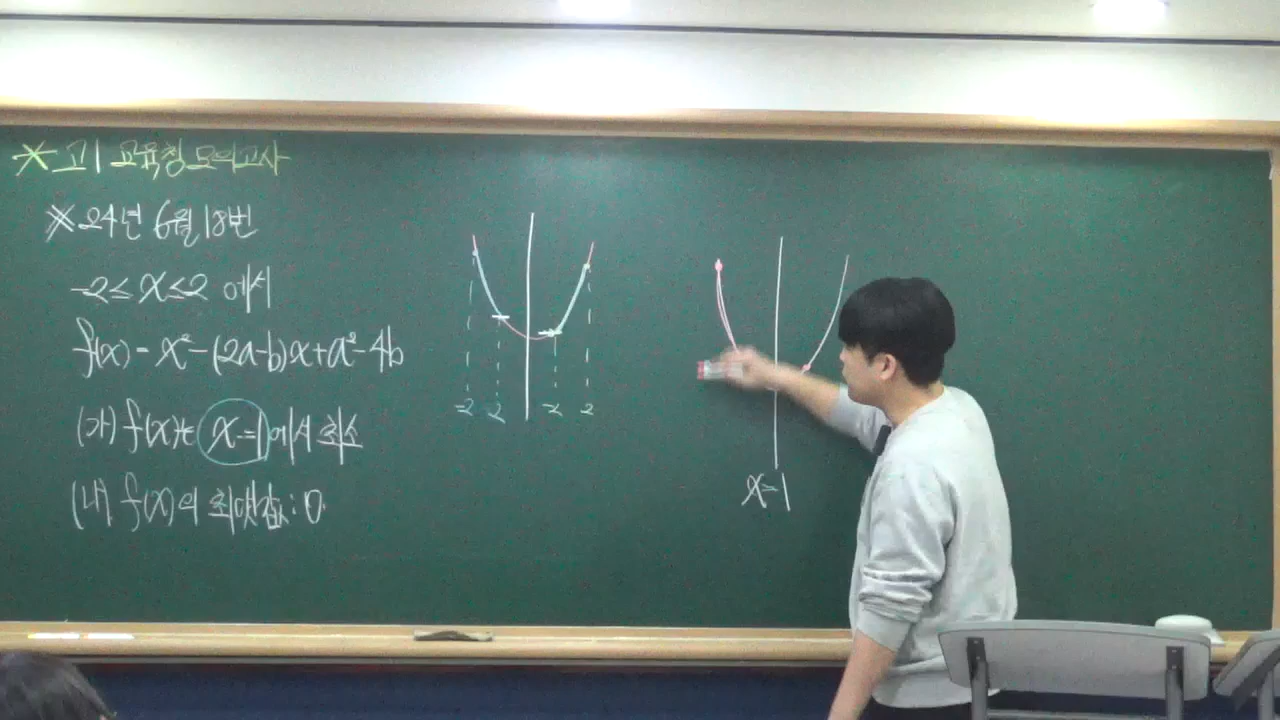 * 고1 교육청 모의고사
※ 24년 6월 18번
-2≤x≤2 에서
f(x)=x²-(2a-b)x+a²-4b
(가) f(x)는 x=1에서 최소
(나) f(x)의 최댓값: 0.
-2 -2 -2 2
x=1